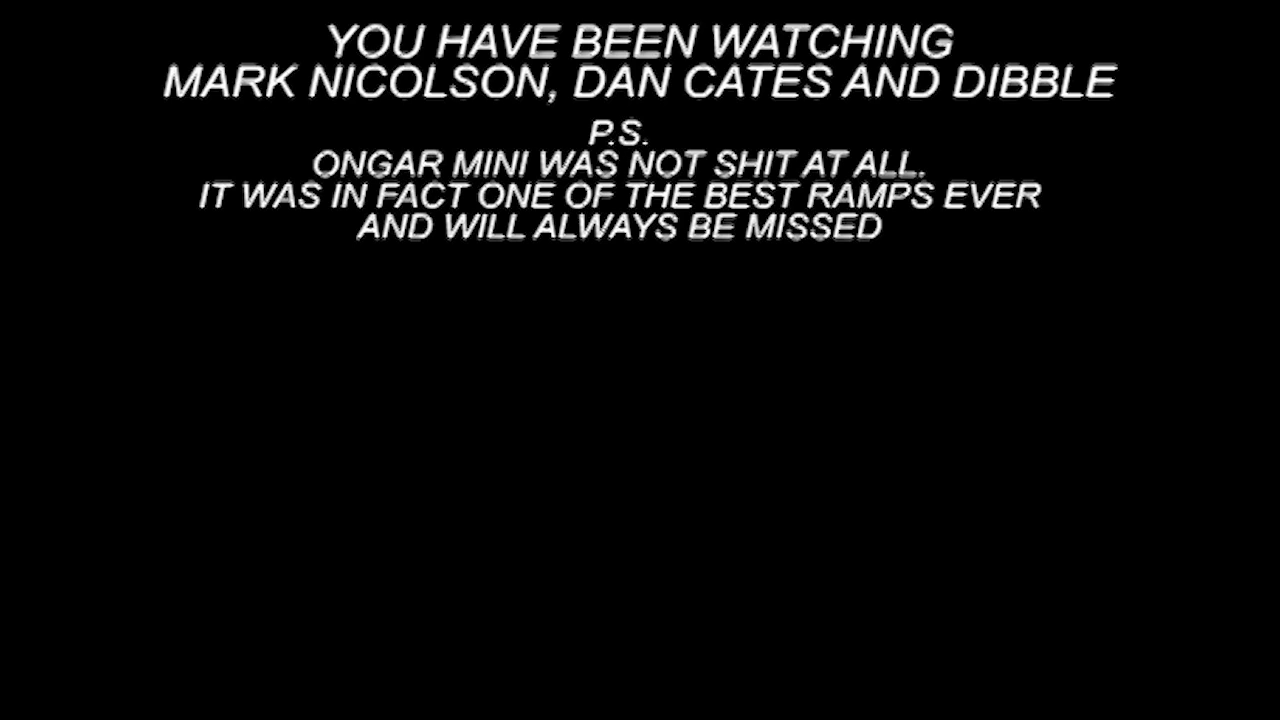 YOU HAVE BEEN WATCHING
MARK NICOLSON, DAN CATES AND DIBBLE
P.S.
ONGAR MINI WAS NOT SHIT AT ALL.
IT WAS IN FACT ONE OF THE BEST RAMPS EVER
AND WILL ALWAYS BE MISSED